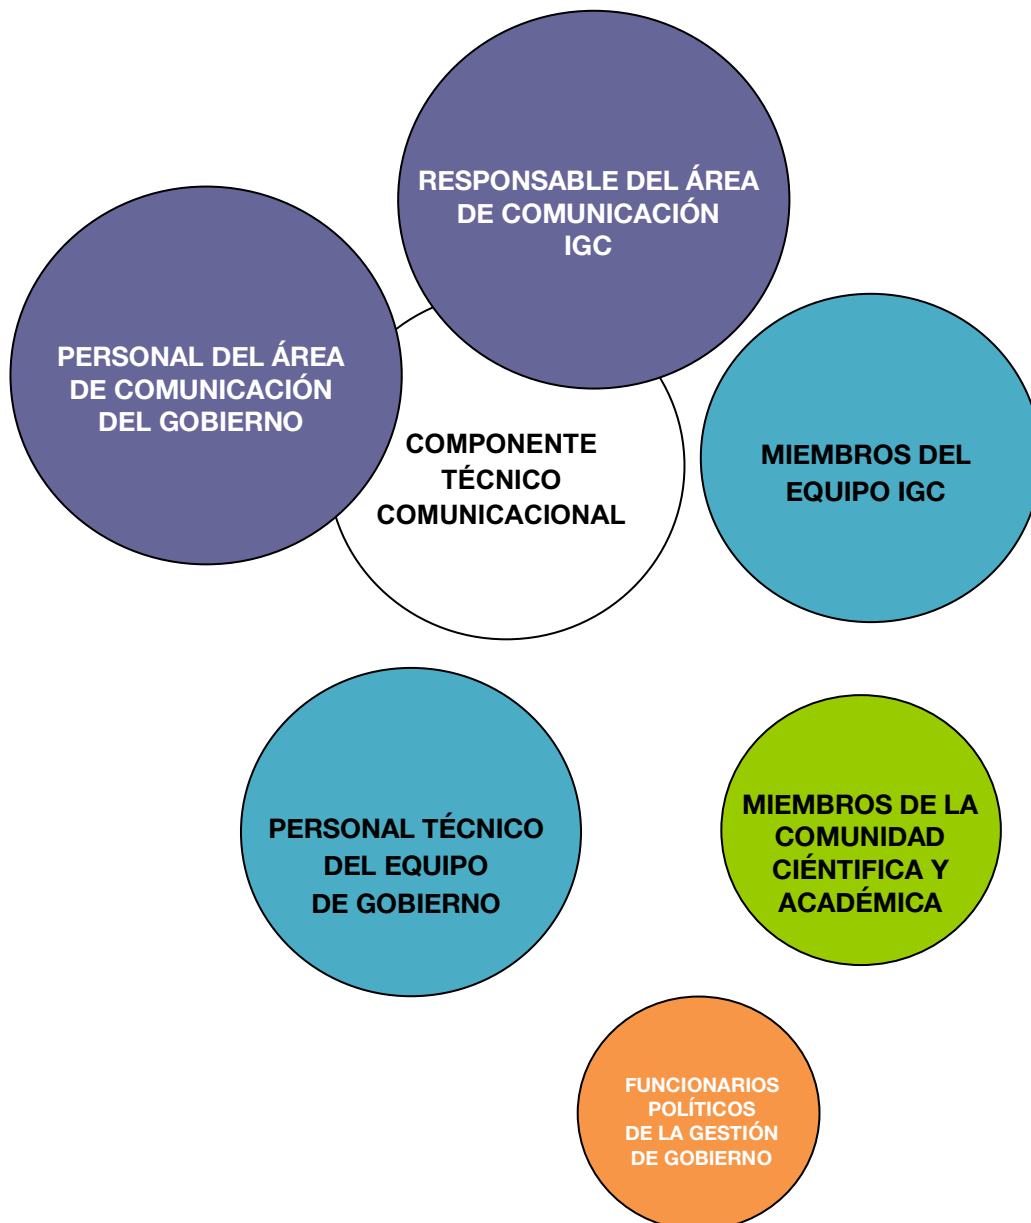 RESPONSABLE DEL ÁREA
DE COMUNICACIÓN
IGC
PERSONAL DEL ÁREA
DE COMUNICACIÓN
DEL GOBIERNO
COMPONENTE
TÉCNICO
COMUNICACIONAL
MIEMBROS DEL
EQUIPO IGC
PERSONAL TÉCNICO
DEL EQUIPO
DE GOBIERNO
MIEMBROS DE LA
COMUNIDAD
CIÉNTIFICA Y
ACADÉMICA
FUNCIONARIOS
POLÍTICOS
DE LA GESTIÓN
DE GOBIERNO